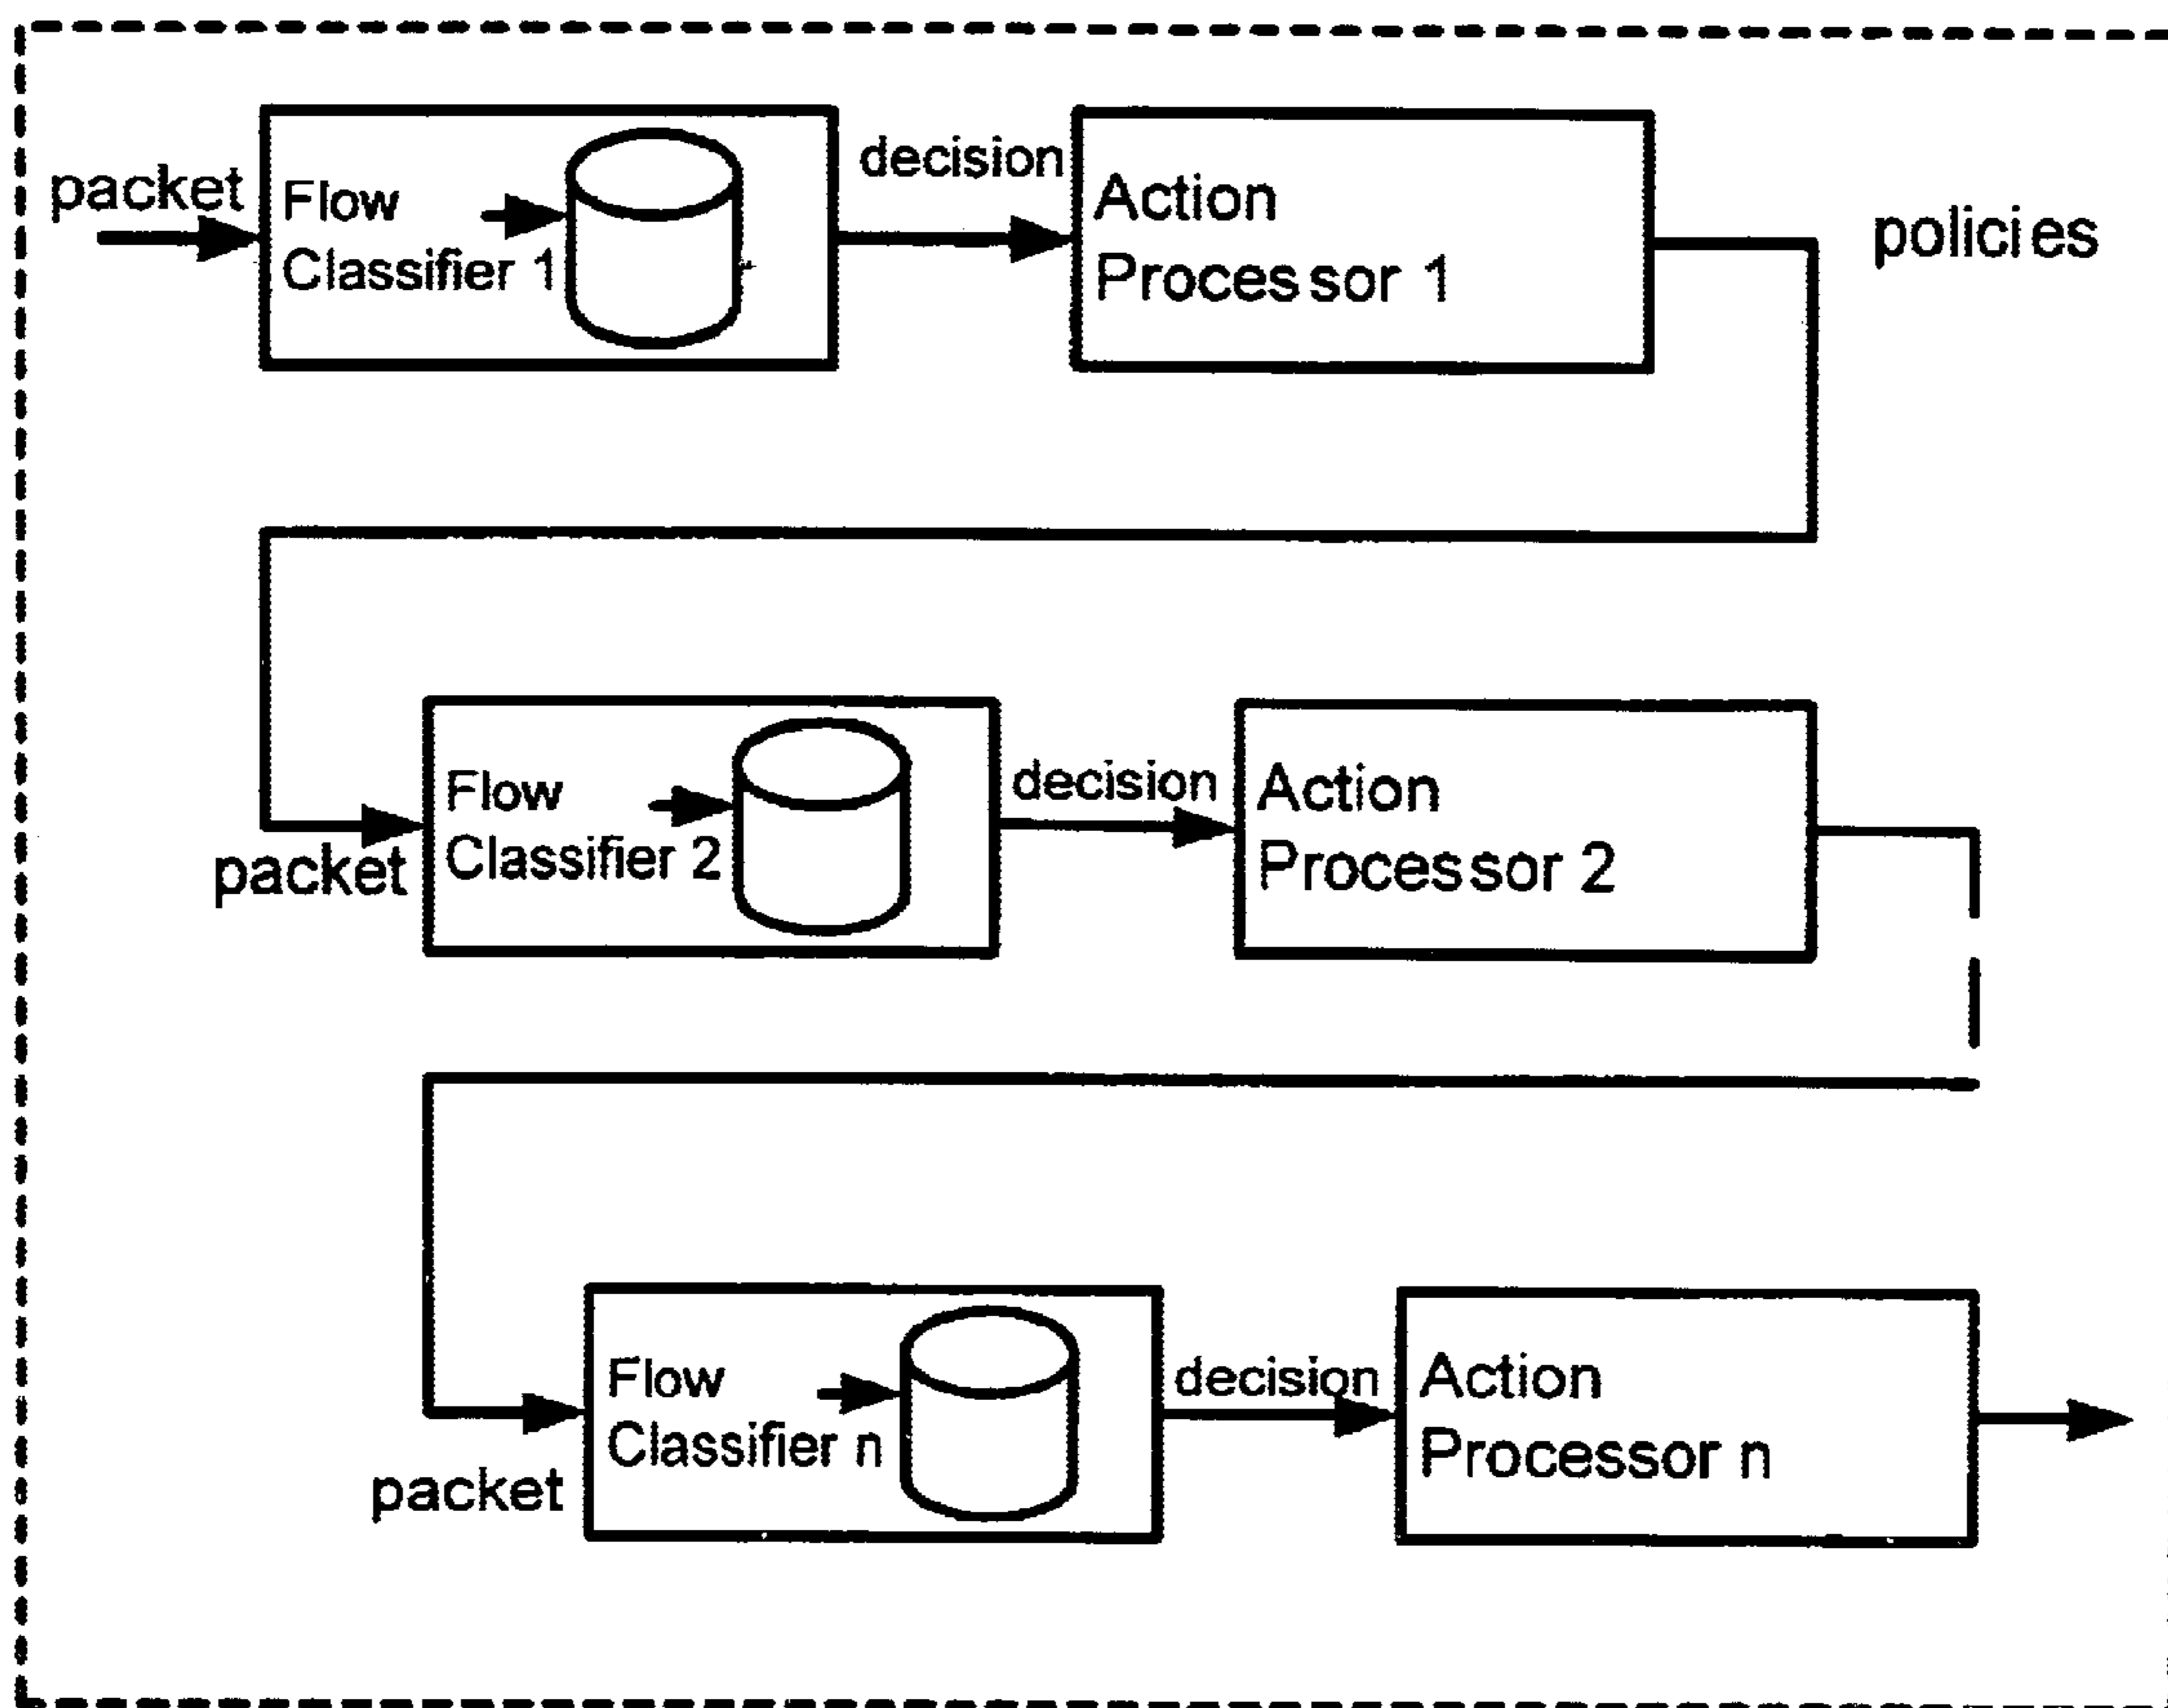 packet
Flow
Classifier 1
decision
Action
Processor 1
policies
packet
Flow
Classifier 2
decision
Action
Processor 2
packet
Flow
Classifier n
decision
Action
Processor n